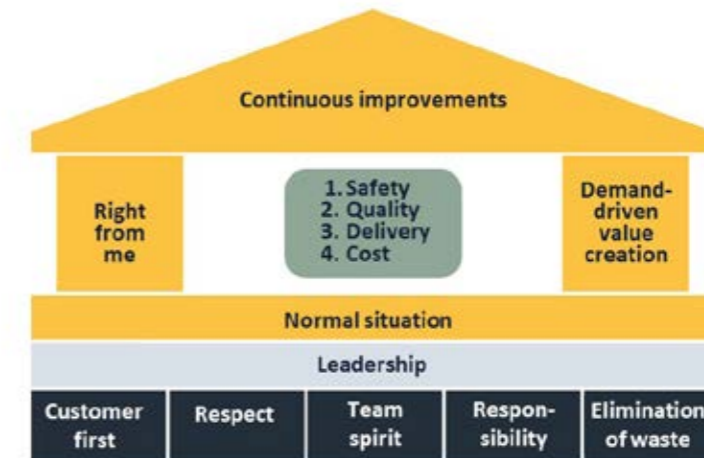 Continuous improvements
Right
from
me
1. Safety
2. Quality
3. Delivery
4. Cost
Demand-
driven
value
creation
Normal situation
Leadership
Customer
first
Respect
Team
spirit
Respon-
sibility
Elimination
of waste